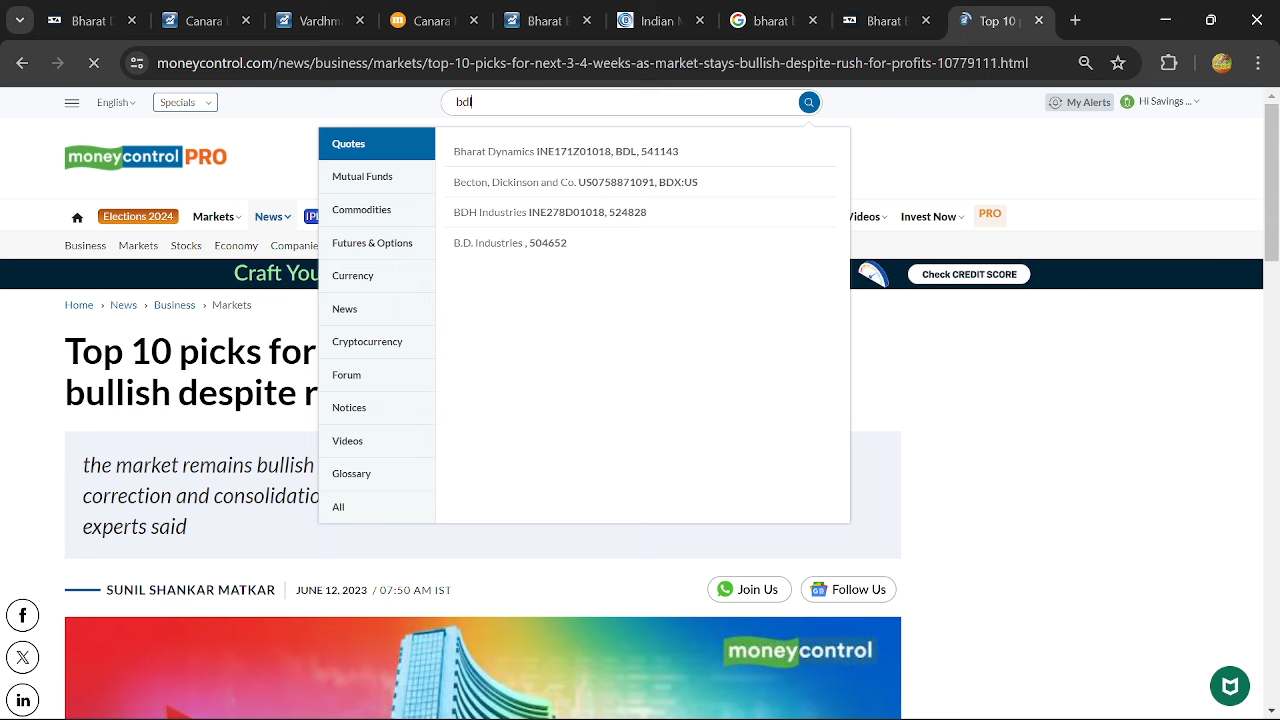 Bharat
Canara
Vardhm
Canara
Bharat
Indian
bharat
Bharat
Top 10
moneycontrol.com/news/business/markets/top-10-picks-for-next-3-4-weeks-as-market-stays-bullish-despite-rush-for-profits-10779111.html
English
Specials
bdl
My Alerts
Hi Savings ...
moneycontrol PRO
Quotes
Mutual Funds
Commodities
Futures & Options
Currency
News
Cryptocurrency
Forum
Notices
Videos
Glossary
All
Bharat Dynamics INE171Z01018, BDL, 541143
Becton, Dickinson and Co. US0758871091, BDX:US
BDH Industries INE278D01018, 524828
B.D. Industries , 504652
Elections 2024
Markets
News
Videos
Invest Now
PRO
Business
Markets
Stocks
Economy
Companie
Craft You
Check CREDIT SCORE
Home › News › Business › Markets
Top 10 picks for
bullish despite r
the market remains bullish
correction and consolidatio
experts said
SUNIL SHANKAR MATKAR
JUNE 12, 2023 / 07:50 AM IST
Join Us
Follow Us
moneycontrol